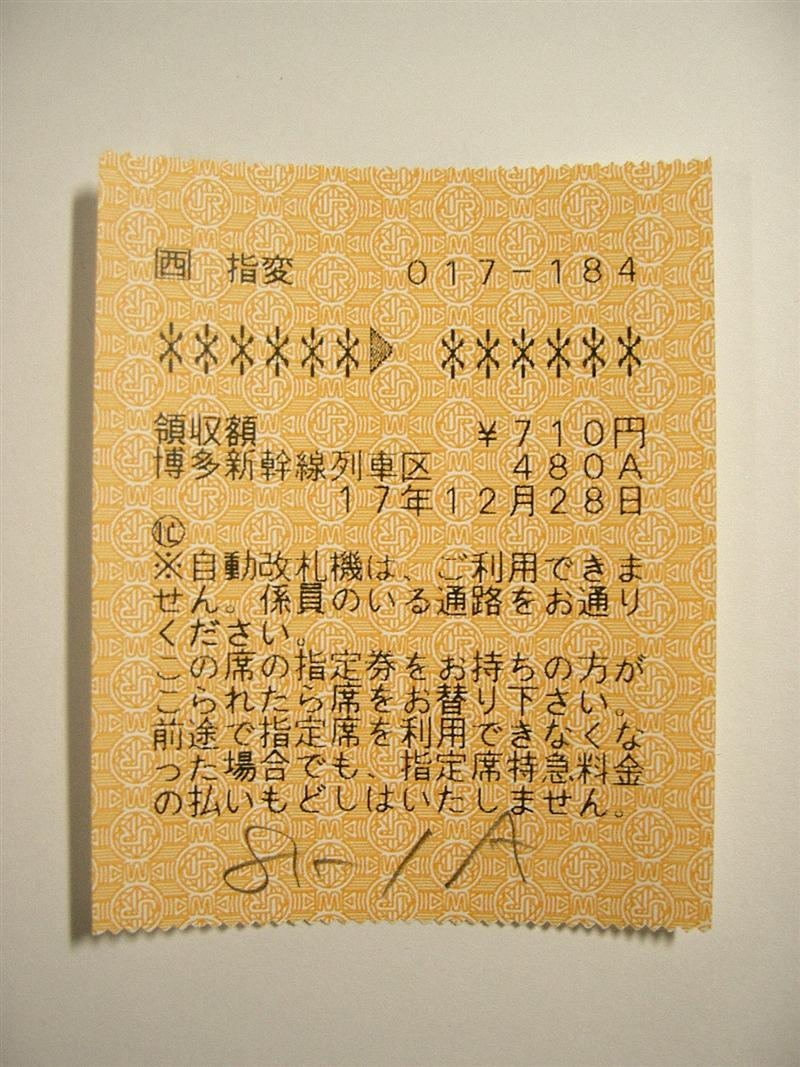 西 指変 017-184
******▶ ******
領収額 ¥710円
博多新幹線列車区 480A
17年12月28日
※自動改札機は、ご利用できま
せん。係員のいる通路をお通り
ください。
この席の指定券をお持ちの方が
こられたら席をお替り下さい。
前途で指定席を利用できなくな
った場合でも、指定席特急料金
の払いもどしはいたしません。
8-1A